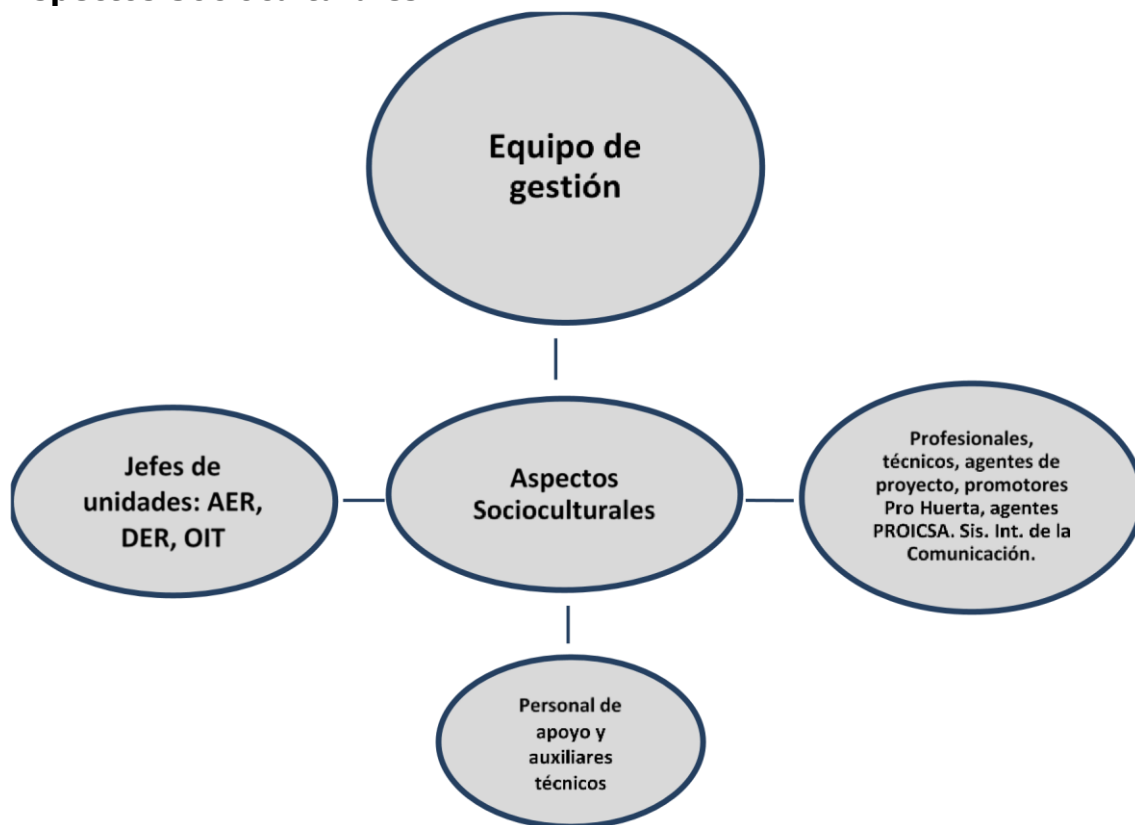 Equipo de
gestión
Jefes de
unidades: AER,
DER, OIT
Aspectos
Socioculturales
Profesionales,
técnicos, agentes de
proyecto, promotores
Pro Huerta, agentes
PROICSA. Sis. Int. de la
Comunicación.
Personal de
apoyo y
auxiliares
técnicos